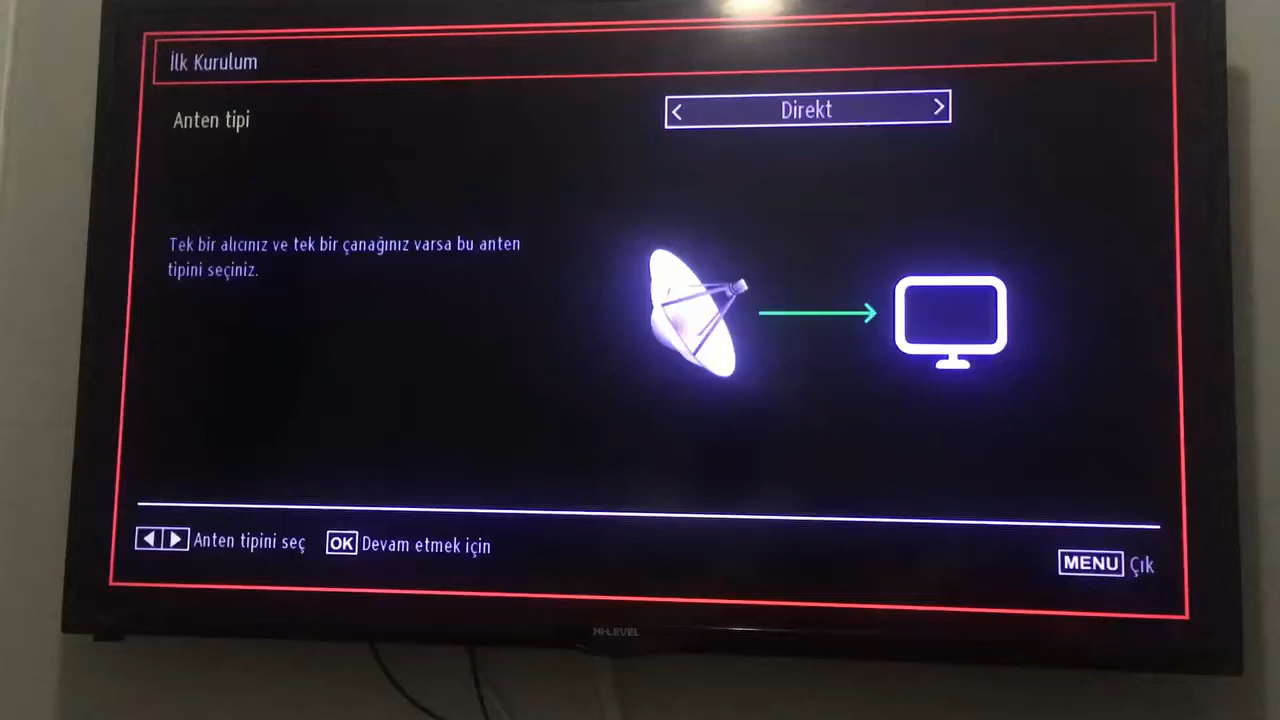 İlk Kurulum
Anten tipi
< Direkt >
Tek bir alıcınız ve tek bir çanağınız varsa bu anten
tipini seçiniz.
Anten tipini seç
OK Devam etmek için
MENU Çık
HI-LEVEL